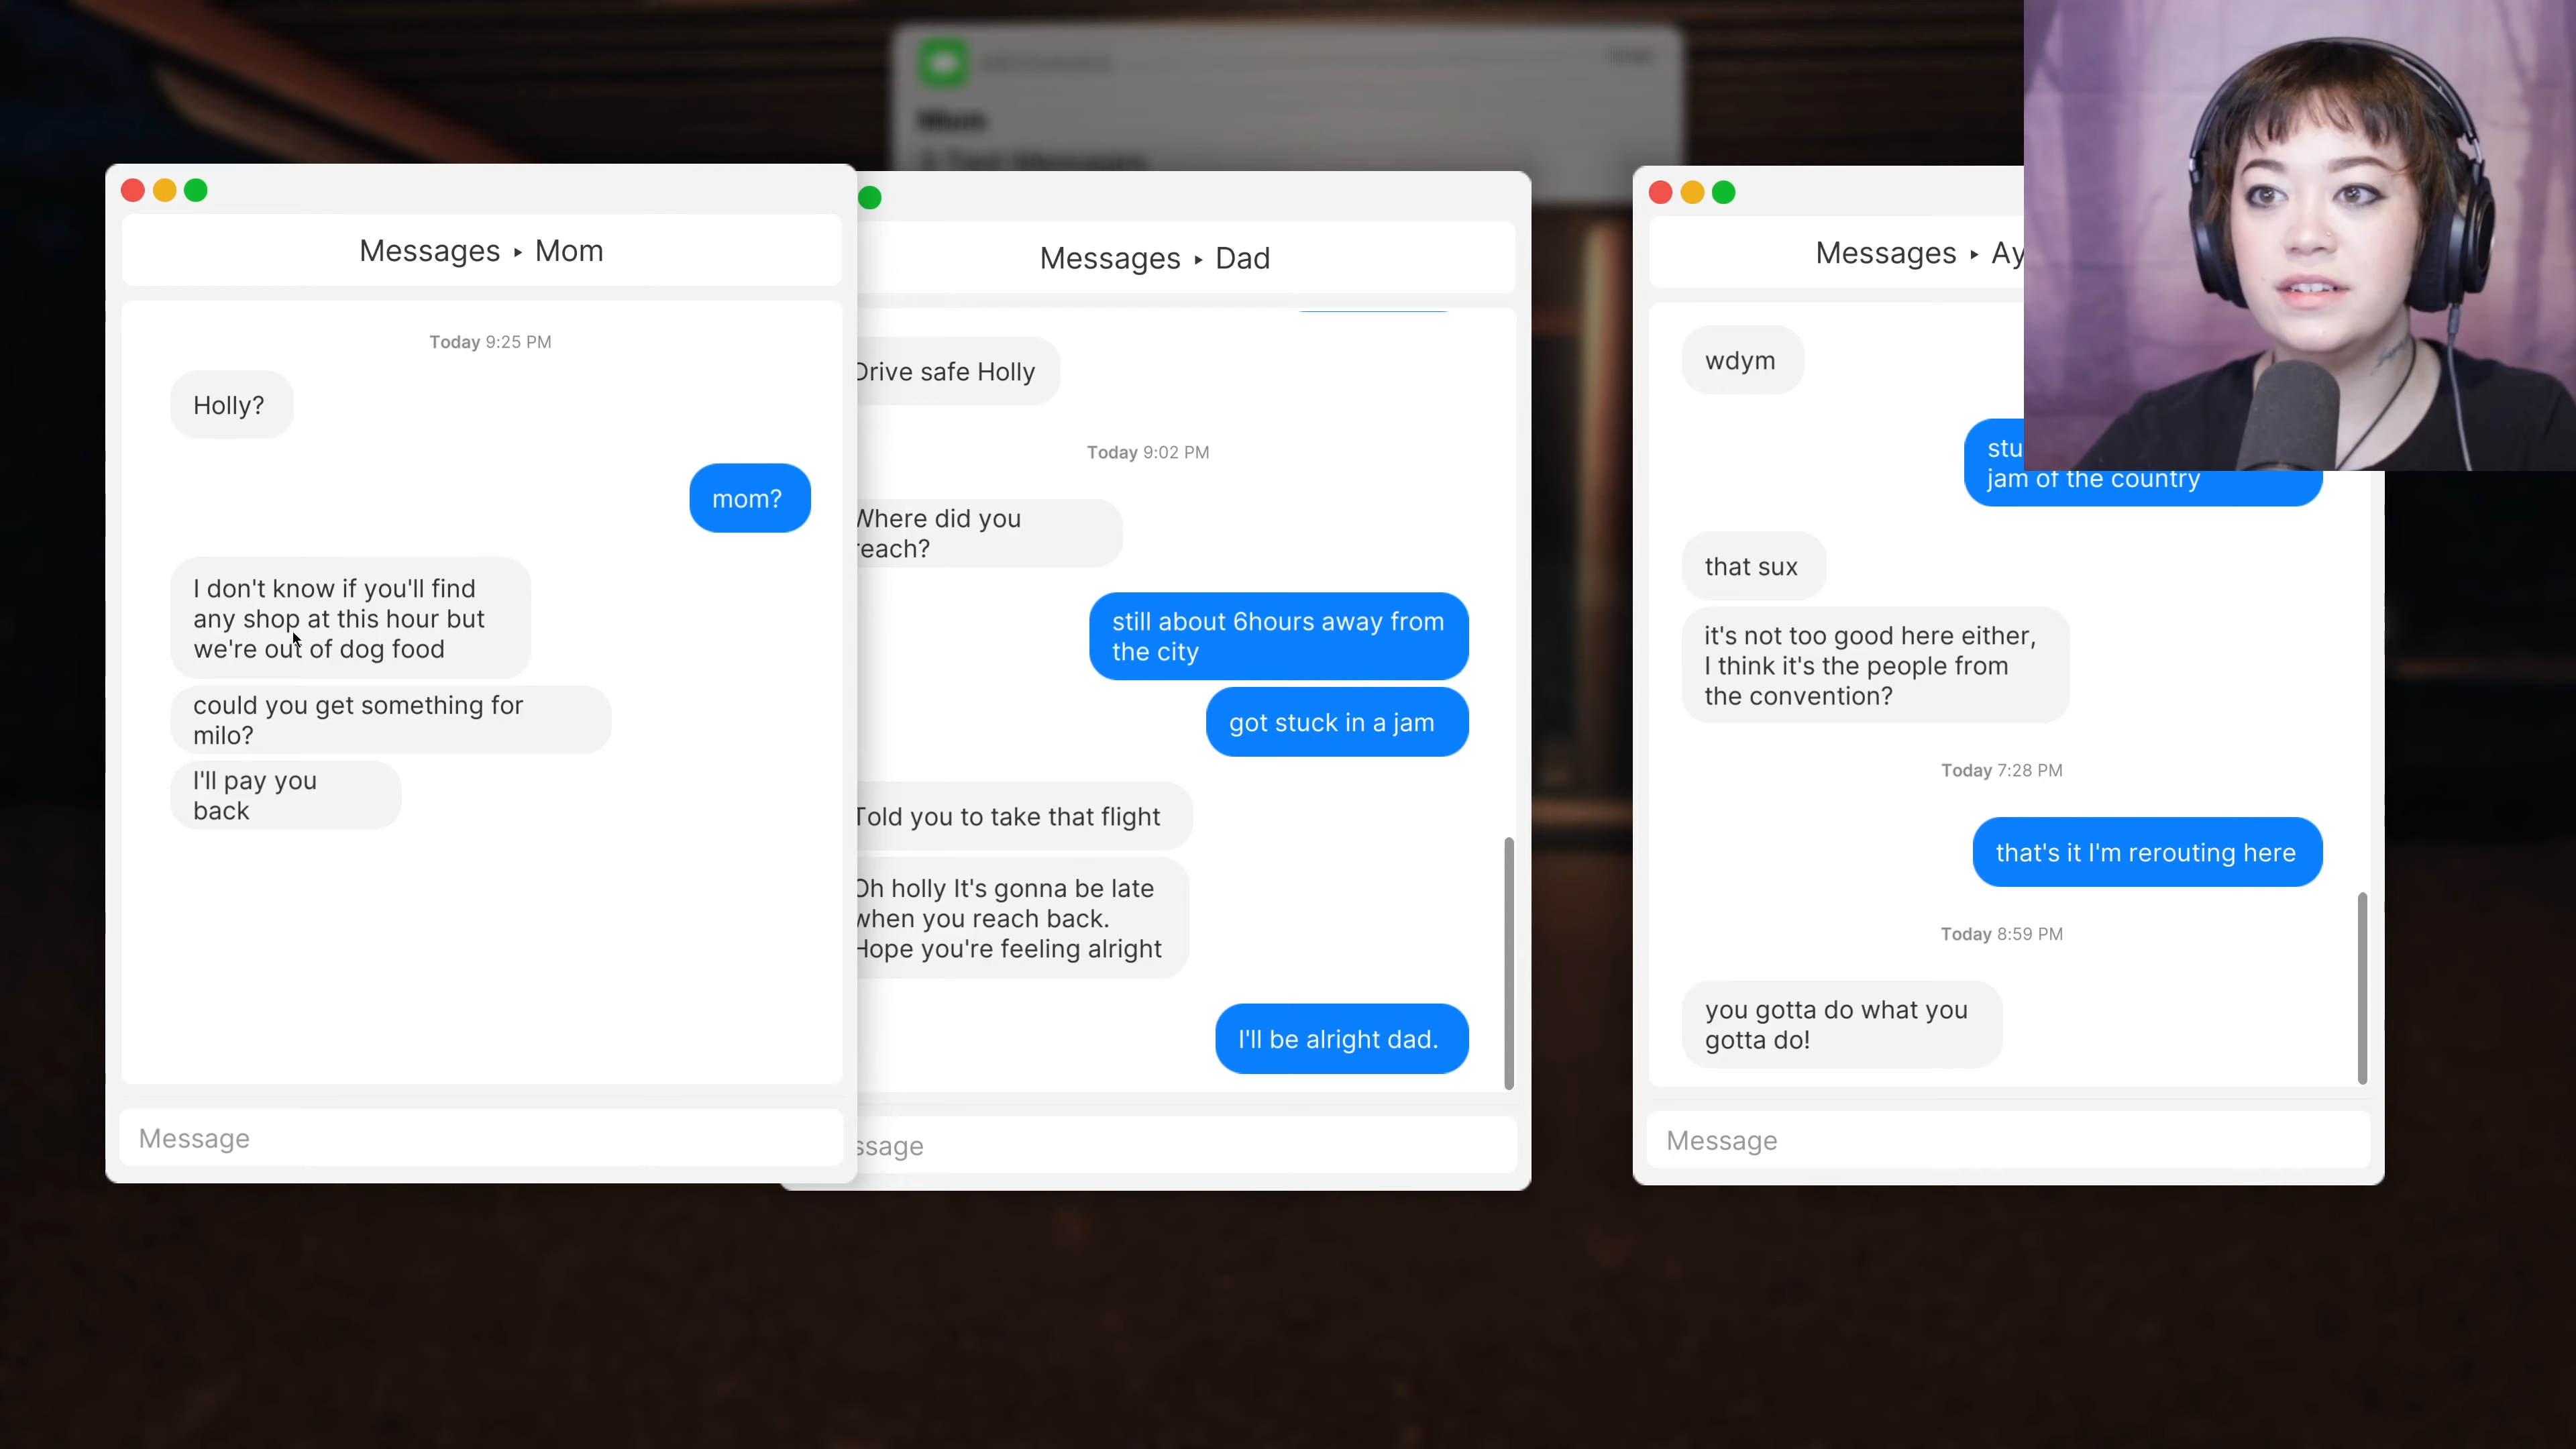 Mom
2 Text Messages
Messages ▸ Mom
Today 9:25 PM
Holly?
mom?
I don't know if you'll find
any shop at this hour but
we're out of dog food
could you get something for
milo?
I'll pay you
back
Message
Messages ▸ Dad
Drive safe Holly
Today 9:02 PM
Where did you
reach?
still about 6hours away from
the city
got stuck in a jam
Told you to take that flight
Oh holly It's gonna be late
when you reach back.
Hope you're feeling alright
I'll be alright dad.
ssage
Messages ▸ Ay
wdym
stu
jam of the country
that sux
it's not too good here either,
I think it's the people from
the convention?
Today 7:28 PM
that's it I'm rerouting here
Today 8:59 PM
you gotta do what you
gotta do!
Message